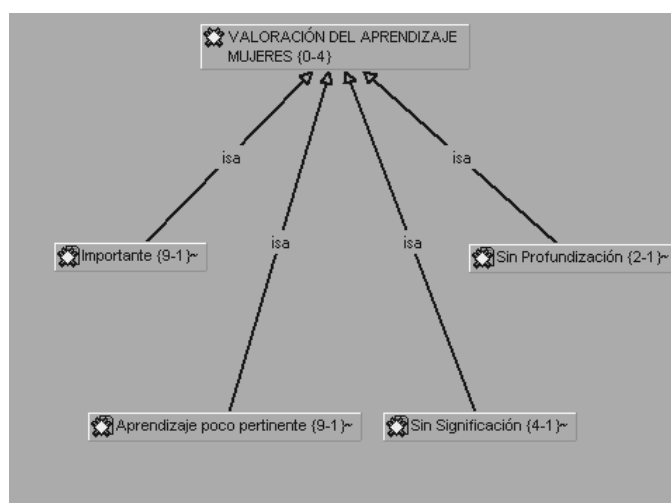 VALORACIÓN DEL APRENDIZAJE
MUJERES {0-4}
isa
isa
isa
isa
Importante {9-1}~
Sin Profundización {2-1}~
Aprendizaje poco pertinente {9-1}~
Sin Significación {4-1}~